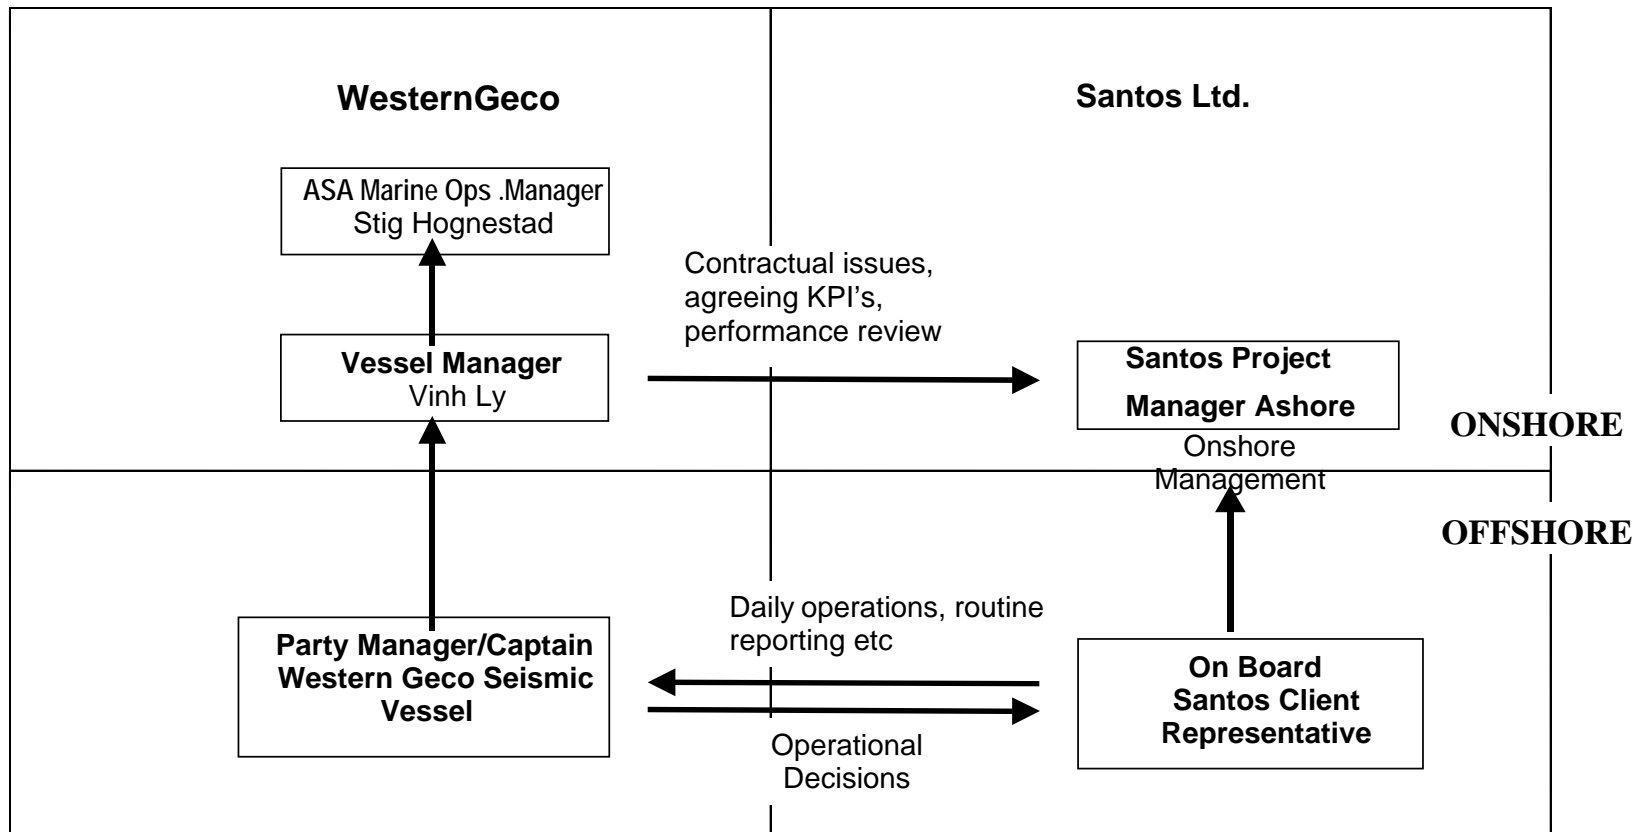 WesternGeco
Santos Ltd.
ASA Marine Ops .Manager
Stig Hognestad
Contractual issues,
agreeing KPI’s,
performance review
Vessel Manager
Vinh Ly
Santos Project
Manager Ashore
Onshore
Management
ONSHORE
OFFSHORE
Daily operations, routine
reporting etc
Party Manager/Captain
Western Geco Seismic
Vessel
On Board
Santos Client
Representative
Operational
Decisions